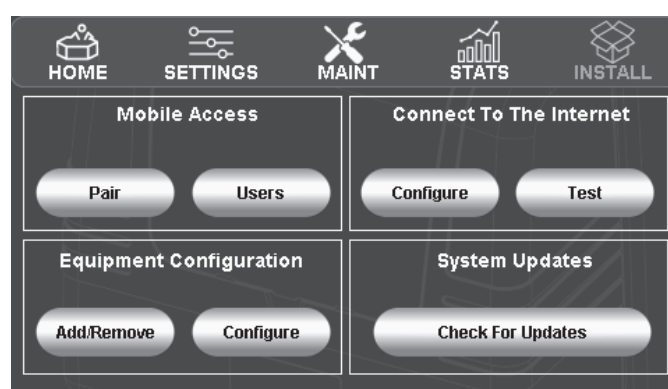 HOME SETTINGS MAINT STATS INSTALL
Mobile Access
Pair Users
Connect To The Internet
Configure Test
Equipment Configuration
Add/Remove Configure
System Updates
Check For Updates